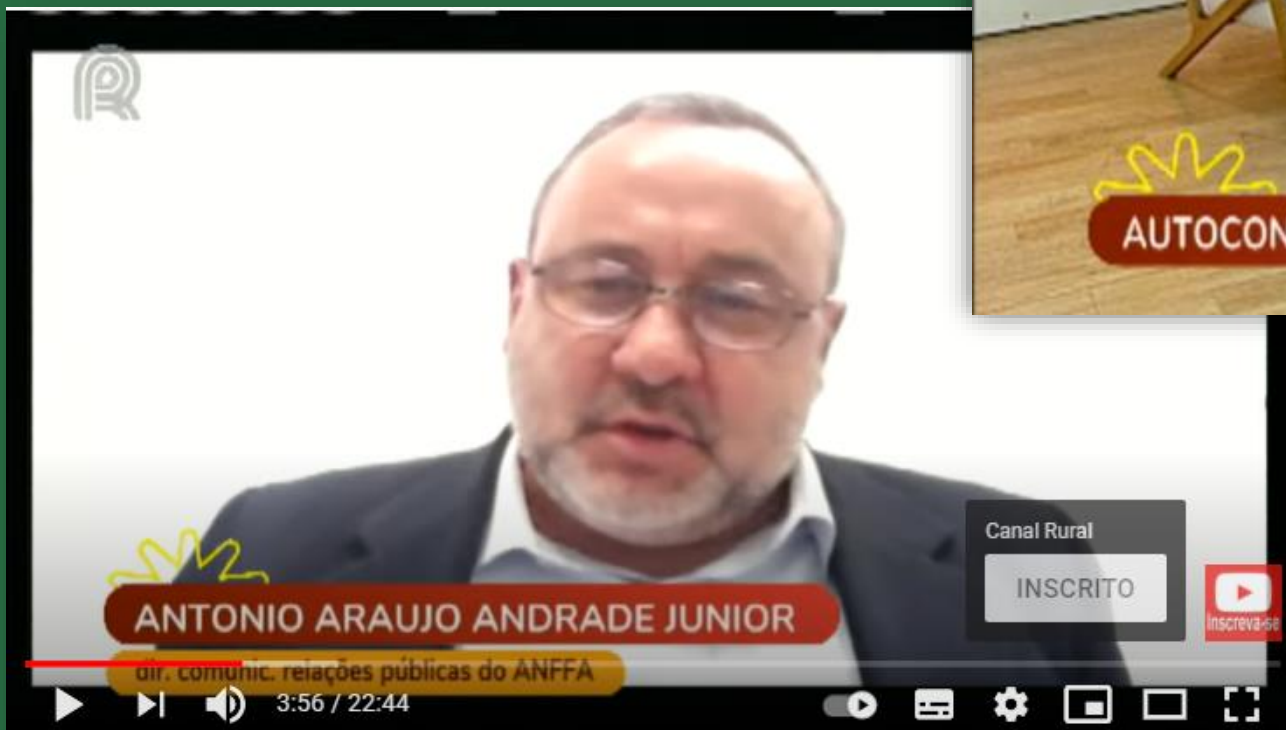 AUTOCON
ANTONIO ARAUJO ANDRADE JUNIOR
dir. comunic. relações públicas do ANFFA
Canal Rural
INSCRITO
Inscreva-se
3:56 / 22:44